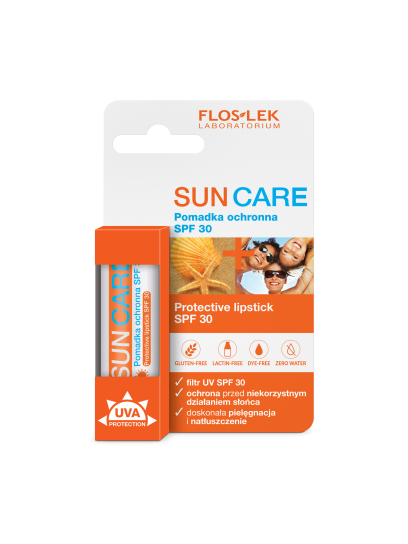 FLOS-LEK
LABORATORIUM
SUN CARE
Pomadka ochronna
SPF 30
Protective lipstick
SPF 30
GLUTEN-FREE
LACTIN-FREE
DYE-FREE
ZERO WATER
filtr UV SPF 30
ochrona przed niekorzystnym
działaniem słońca
doskonała pielęgnacja
i natłuszczenie
SUN CARE
Pomadka ochronna SPF
Protective lipstick SPF 30
UVA
PROTECTION